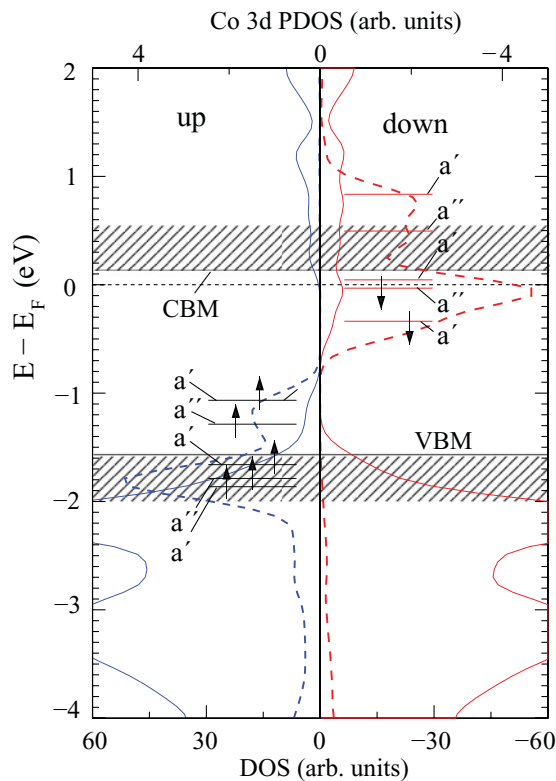 Co 3d PDOS (arb. units)
4 0 −4
2
up down
a´
1
a´´
a´
0
CBM a´´
a´
E − E_F (eV)
a´
−1
a´´
a´
VBM
−2
a´´
a´
−3
−4
60 30 0 −30 −60
DOS (arb. units)